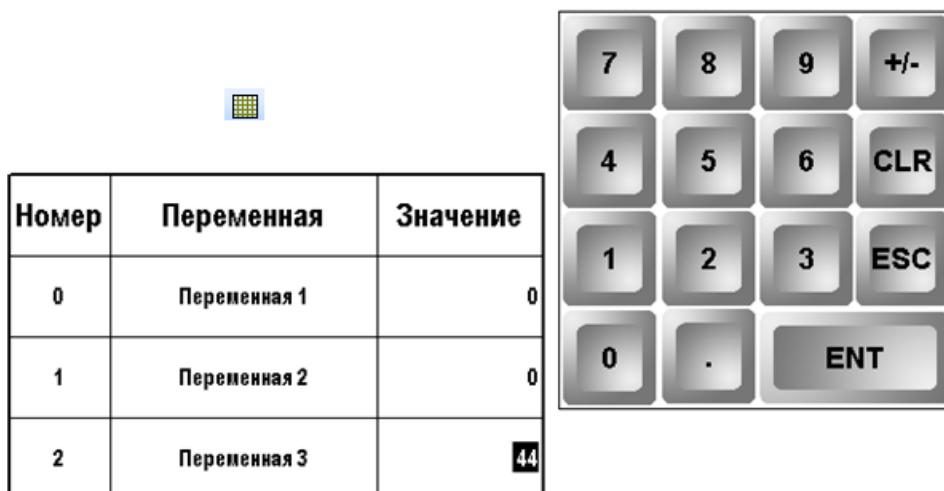 Номер Переменная Значение
0 Переменная 1 0
1 Переменная 2 0
2 Переменная 3 44
7 8 9 +/-
4 5 6 CLR
1 2 3 ESC
0 . ENT